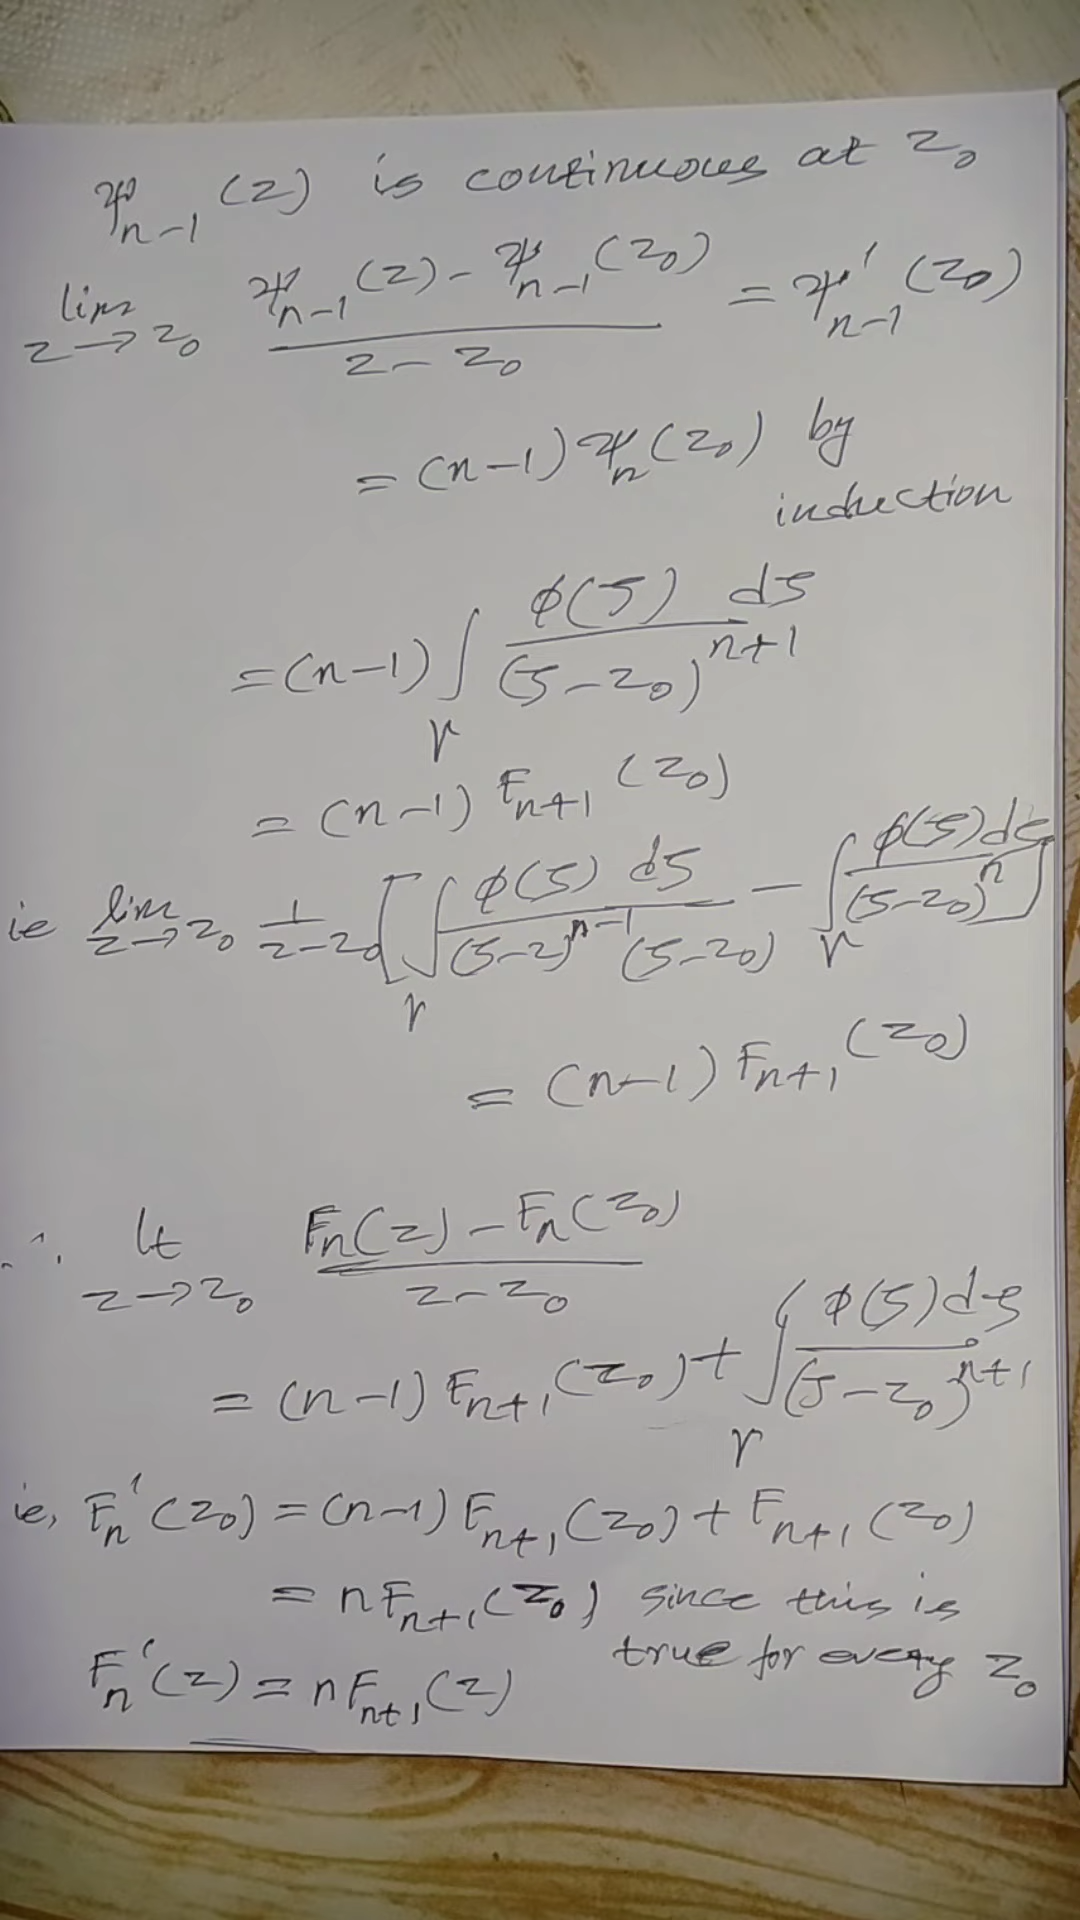 ψ_{n-1}(z) is continuous at z₀
lim_{z→z₀} (ψ_{n-1}(z) - ψ_{n-1}(z₀)) / (z - z₀) = ψ'_{n-1}(z₀)
= (n-1) ψ_n(z₀) by
induction
= (n-1) ∫_γ φ(ζ) dζ / (ζ - z₀)^{n+1}
= (n-1) F_{n+1}(z₀)
ie lim_{z→z₀} 1/(z-z₀) [∫_γ φ(ζ) dζ / ((ζ-z)^{n-1} (ζ-z₀)) - ∫_γ φ(ζ)dζ / (ζ-z₀)^n]
= (n-1) F_{n+1}(z₀)
∴ lt_{z→z₀} (F_n(z) - F_n(z₀)) / (z - z₀)
= (n-1) F_{n+1}(z₀) + ∫_γ φ(ζ)dζ / (ζ-z₀)^{n+1}
ie, F_n'(z₀) = (n-1) F_{n+1}(z₀) + F_{n+1}(z₀)
= n F_{n+1}(z₀) since this is
true for every z₀
F_n'(z) = n F_{n+1}(z)